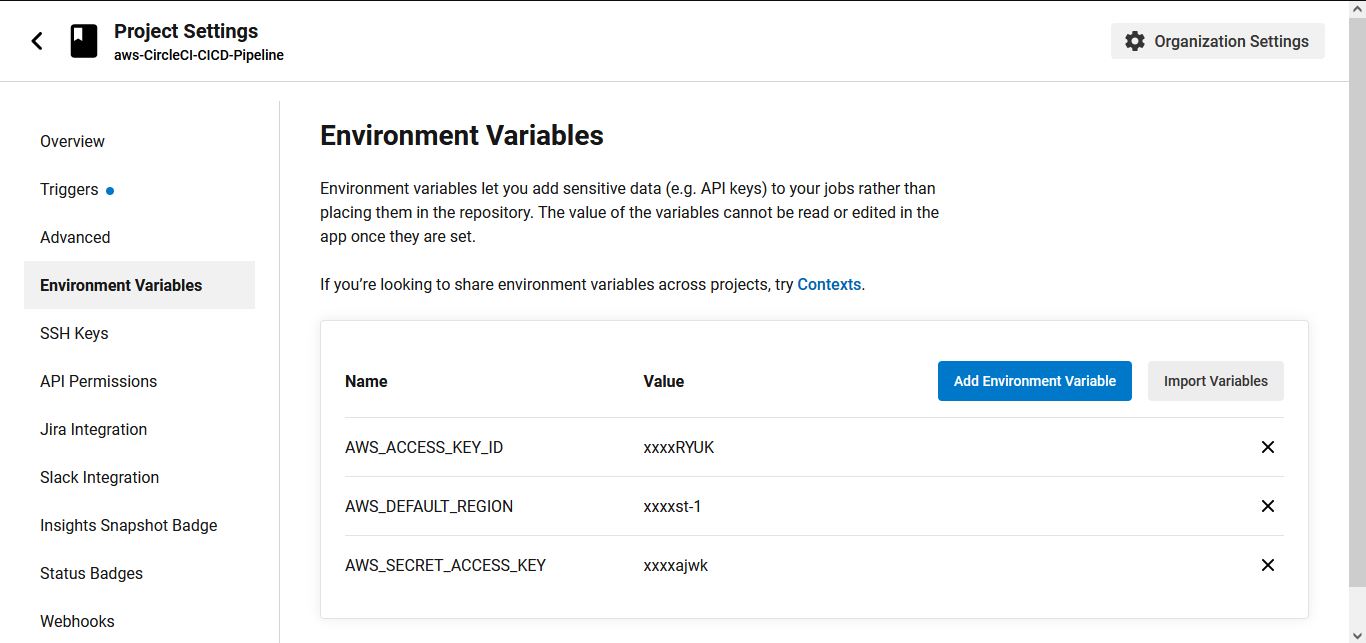 Project Settings
aws-CircleCI-CICD-Pipeline
Organization Settings
Overview
Triggers
Advanced
Environment Variables
SSH Keys
API Permissions
Jira Integration
Slack Integration
Insights Snapshot Badge
Status Badges
Webhooks
Environment Variables
Environment variables let you add sensitive data (e.g. API keys) to your jobs rather than
placing them in the repository. The value of the variables cannot be read or edited in the
app once they are set.
If you’re looking to share environment variables across projects, try Contexts.
Name Value Add Environment Variable Import Variables
AWS_ACCESS_KEY_ID xxxxRYUK
AWS_DEFAULT_REGION xxxxst-1
AWS_SECRET_ACCESS_KEY xxxxajwk